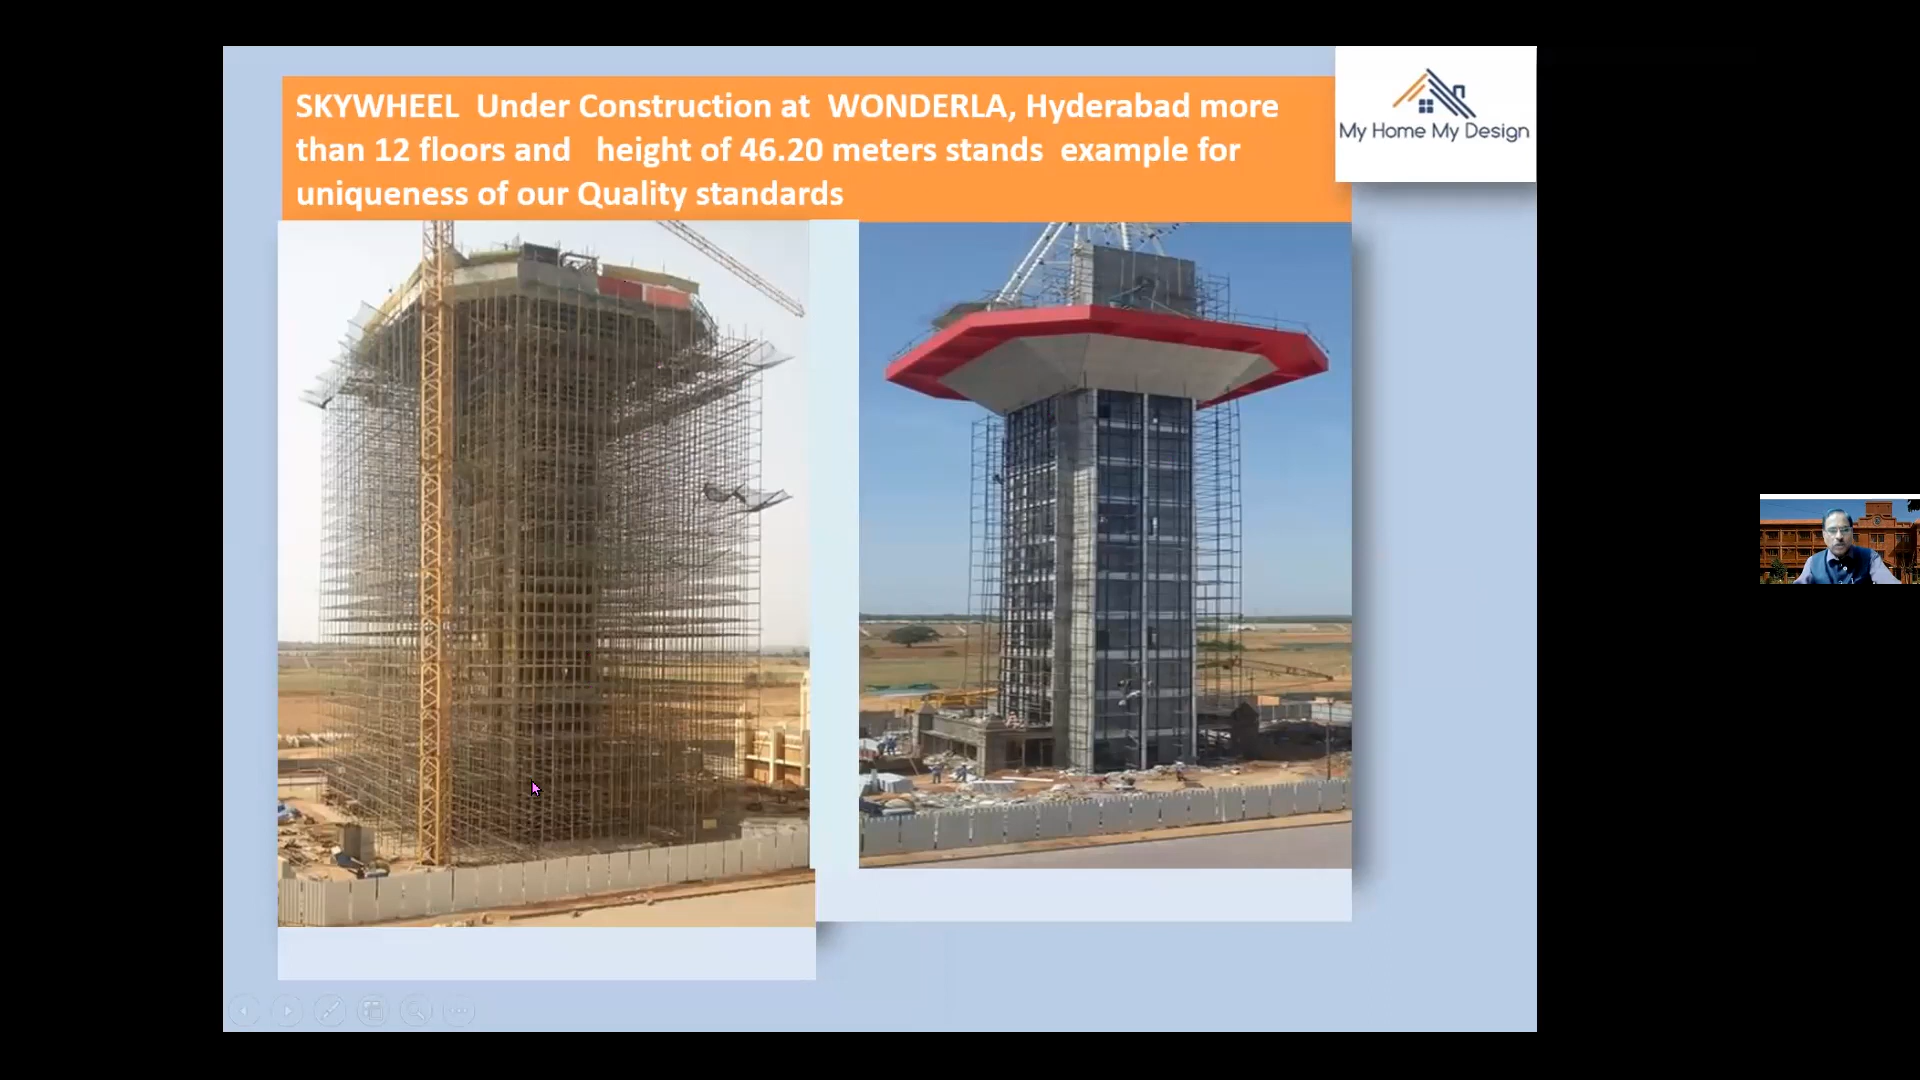 SKYWHEEL Under Construction at WONDERLA, Hyderabad more
than 12 floors and height of 46.20 meters stands example for
uniqueness of our Quality standards
My Home My Design